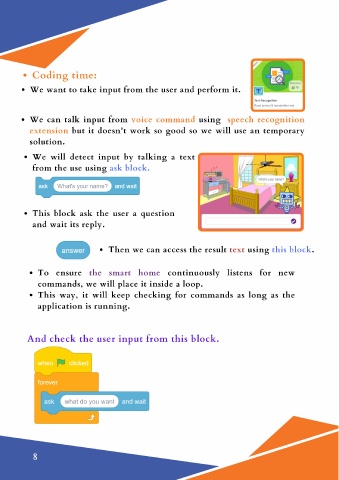 • Coding time:
• We want to take input from the user and perform it.
Text Recognition
• We can talk input from voice command using speech recognition
extension but it doesn't work so good so we will use an temporary
solution.
• We will detect input by talking a text
from the use using ask block.
ask What's your name? and wait
What's your name?
• This block ask the user a question
and wait its reply.
answer
• Then we can access the result text using this block.
• To ensure the smart home continuously listens for new
commands, we will place it inside a loop.
• This way, it will keep checking for commands as long as the
application is running.
And check the user input from this block.
when clicked
forever
ask what do you want and wait
8